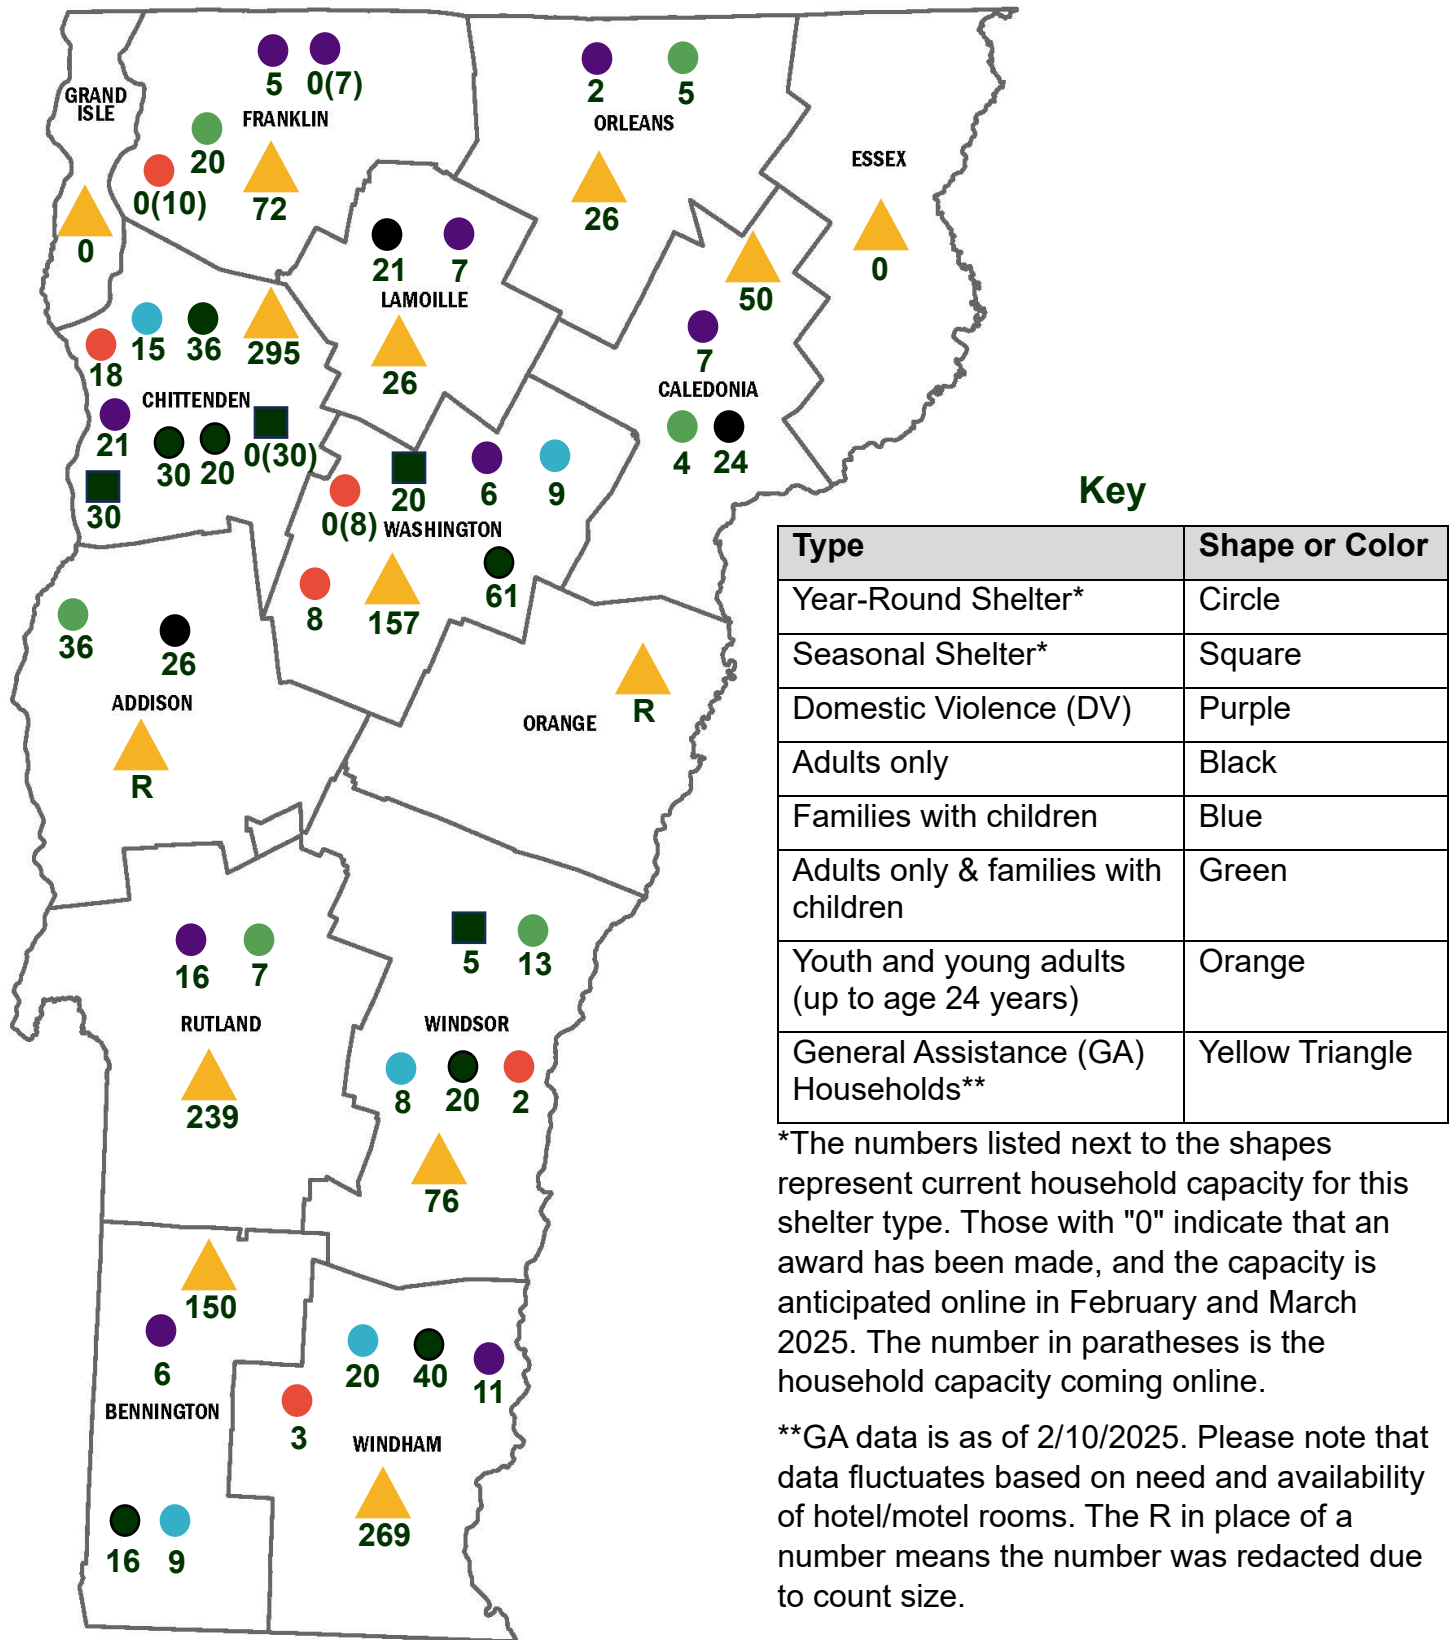 5 0(7)
2 5
GRAND
ISLE
FRANKLIN
ORLEANS
20
ESSEX
0(10)
72
26
0
0
21 7
50
LAMOILLE
15 36 295
18
26
7
CALEDONIA
CHITTENDEN
21
30 20 0(30)
4 24
20 6 9
30
0(8) WASHINGTON
61
8 157
36 26
ADDISON
R
ORANGE
R
16 7
5 13
RUTLAND
WINDSOR
8 20 2
239
76
150
6
20 40 11
BENNINGTON
3
WINDHAM
269
16 9
Key
Type Shape or Color
Year-Round Shelter* Circle
Seasonal Shelter* Square
Domestic Violence (DV) Purple
Adults only Black
Families with children Blue
Adults only & families with Green
children
Youth and young adults Orange
(up to age 24 years)
General Assistance (GA) Yellow Triangle
Households**
*The numbers listed next to the shapes
represent current household capacity for this
shelter type. Those with "0" indicate that an
award has been made, and the capacity is
anticipated online in February and March
2025. The number in paratheses is the
household capacity coming online.
**GA data is as of 2/10/2025. Please note that
data fluctuates based on need and availability
of hotel/motel rooms. The R in place of a
number means the number was redacted due
to count size.